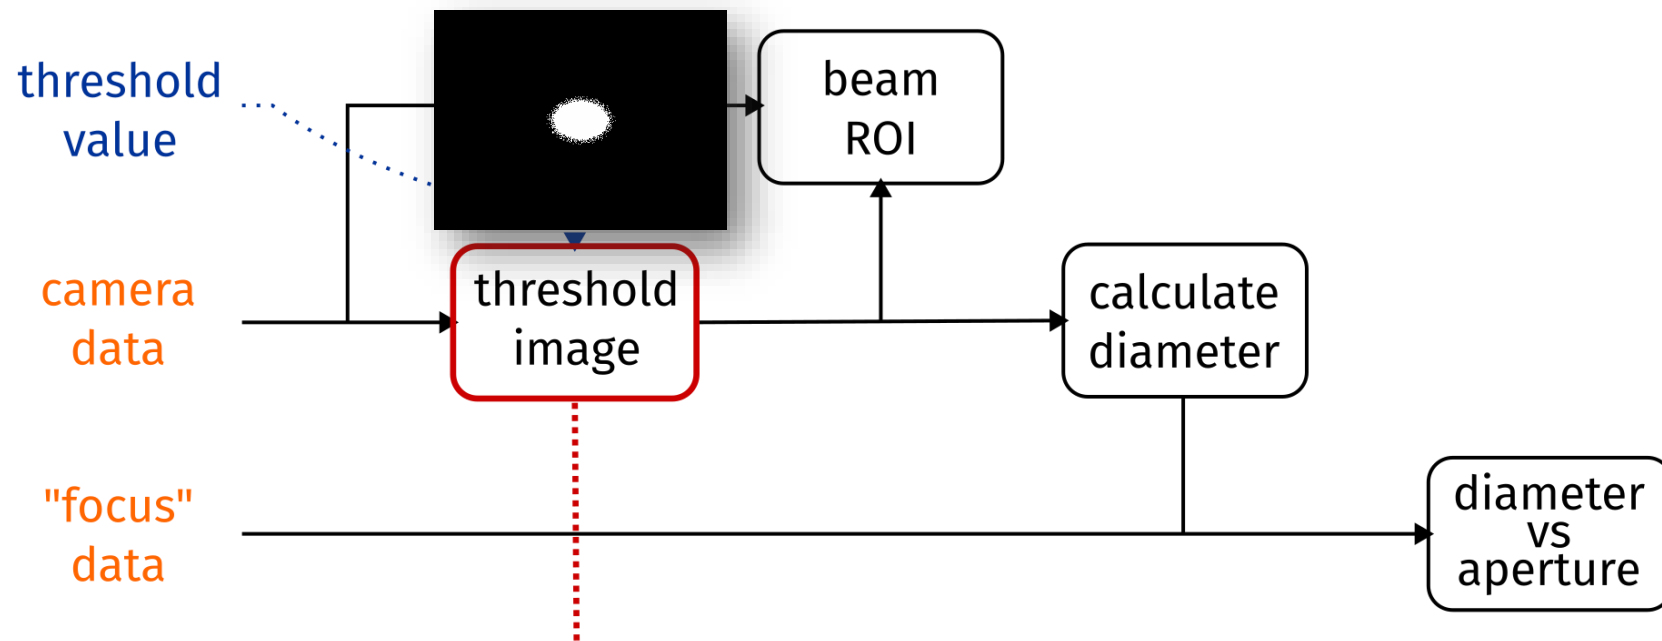 threshold
value
beam
ROI
camera
data
threshold
image
calculate
diameter
"focus"
data
diameter
vs
aperture